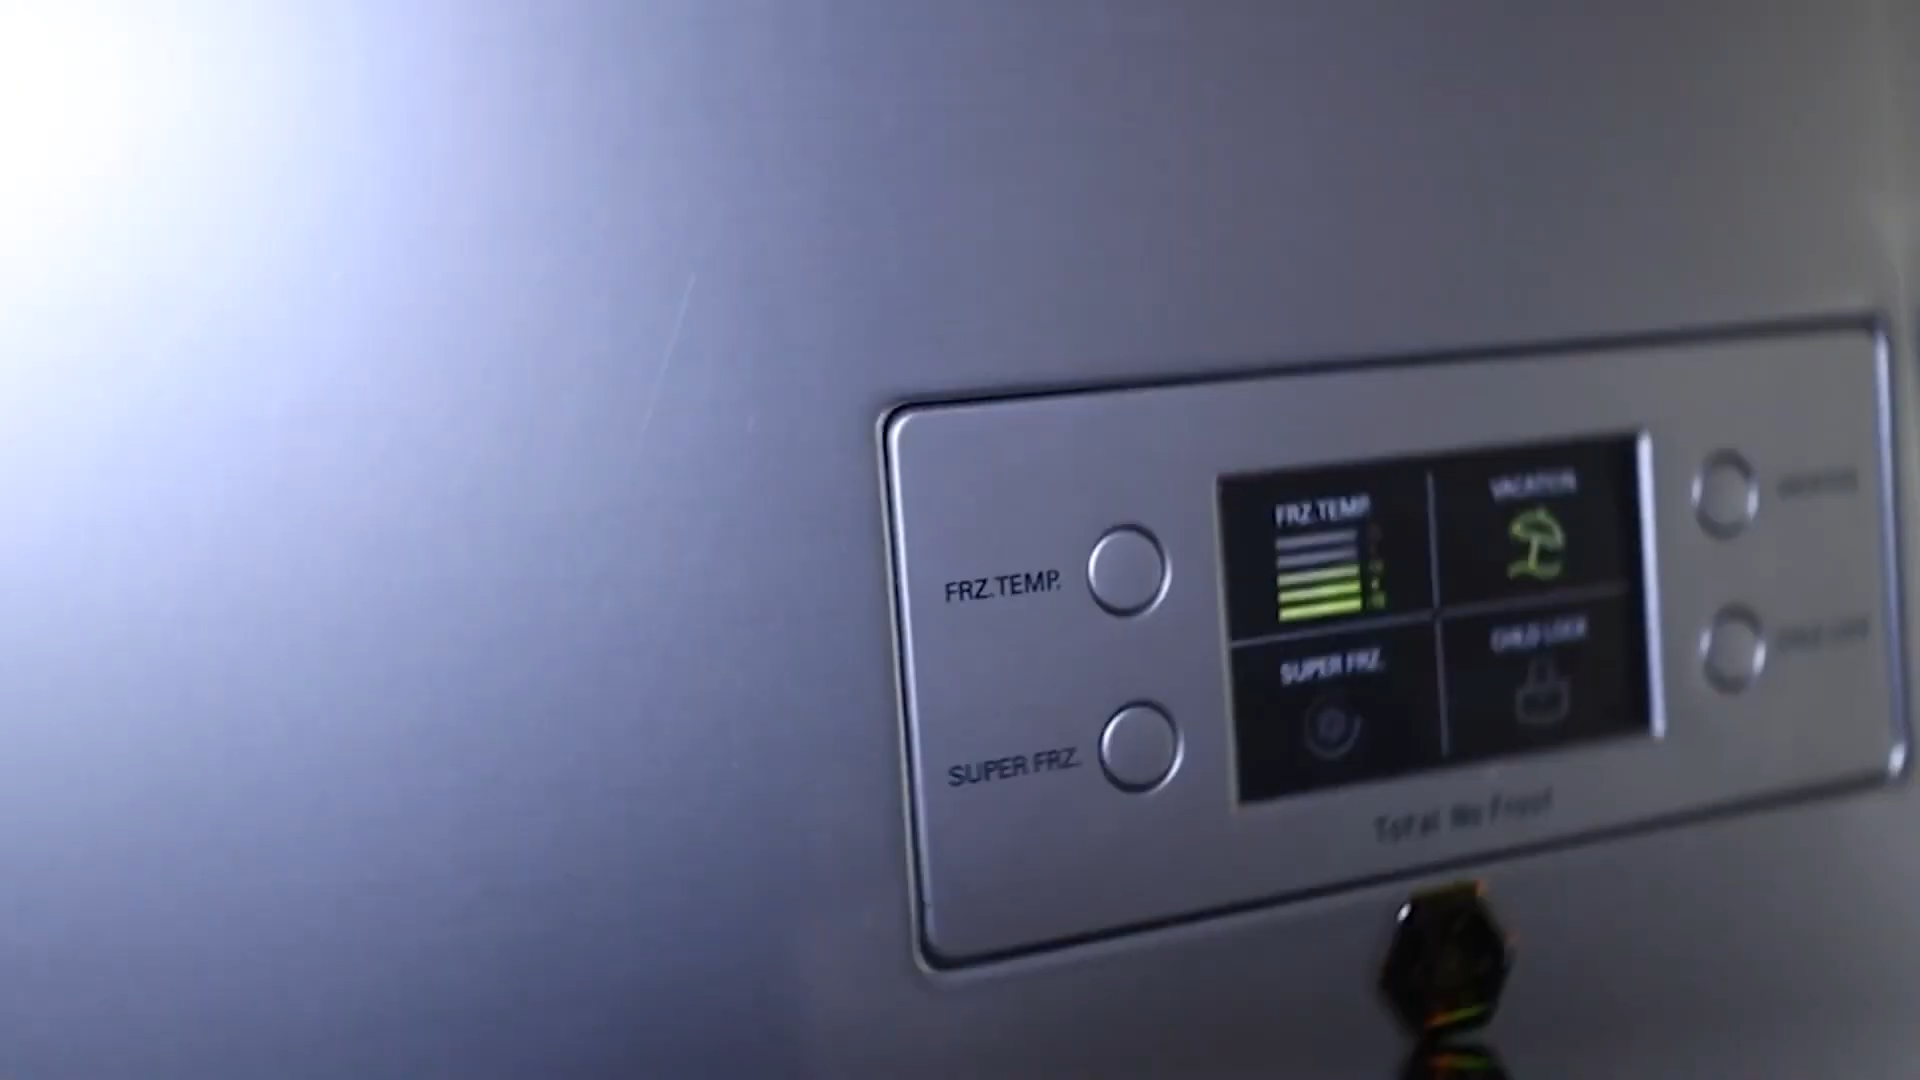 FRZ.TEMP.
SUPER FRZ.
FRZ.TEMP.
VACATION
SUPER FRZ.
CHILD LOCK
Total No Frost